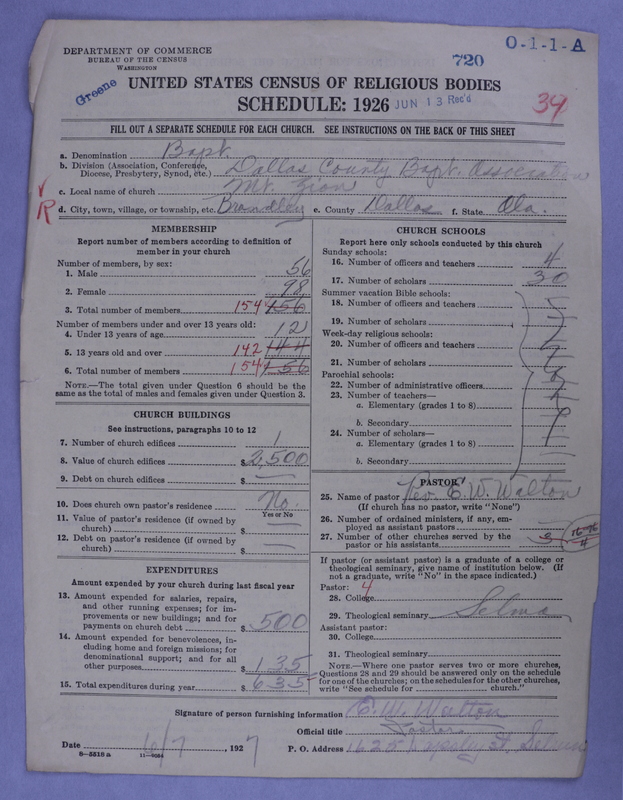 DEPARTMENT OF COMMERCE
BUREAU OF THE CENSUS
WASHINGTON
720
O-1-1-A
Greene
UNITED STATES CENSUS OF RELIGIOUS BODIES
SCHEDULE: 1926 JUN 13 Rec'd
34
FILL OUT A SEPARATE SCHEDULE FOR EACH CHURCH. SEE INSTRUCTIONS ON THE BACK OF THIS SHEET
a. Denomination Bapt.
b. Division (Association, Conference, Diocese, Presbytery, Synod, etc.) Dallas County Bapt. Association
c. Local name of church Mt. Zion
R d. City, town, village, or township, etc. e. County Dallas f. State Ala.
MEMBERSHIP
Report number of members according to definition of
member in your church
Number of members, by sex:
1. Male 56
2. Female 98
3. Total number of members 154 156
Number of members under and over 13 years old:
4. Under 13 years of age 12
5. 13 years old and over 142 144
6. Total number of members 154 156
NOTE.—The total given under Question 6 should be
same as the total of males and females given under Question 3.
CHURCH BUILDINGS
See instructions, paragraphs 10 to 12
7. Number of church edifices 1
8. Value of church edifices $2,500
9. Debt on church edifices $ —
10. Does church own pastor's residence No
Yes or No
11. Value of pastor's residence (if owned by
church) $ —
12. Debt on pastor's residence (if owned by
church) $ —
EXPENDITURES
Amount expended by your church during last fiscal year
13. Amount expended for salaries, repairs,
and other running expenses; for im-
provements or new buildings; and for
payments on church debt $ 500
14. Amount expended for benevolences, in-
cluding home and foreign missions; for
denominational support; and for all
other purposes $ 135
15. Total expenditures during year $ 635
CHURCH SCHOOLS
Report here only schools conducted by this church
Sunday schools:
16. Number of officers and teachers 4
17. Number of scholars 30
Summer vacation Bible schools:
18. Number of officers and teachers
19. Number of scholars
Week-day religious schools:
20. Number of officers and teachers
21. Number of scholars
Parochial schools:
22. Number of administrative officers
23. Number of teachers—
a. Elementary (grades 1 to 8)
b. Secondary
24. Number of scholars—
a. Elementary (grades 1 to 8)
b. Secondary
PASTOR
25. Name of pastor Rev. E. W. Walton
(If church has no pastor, write "None")
26. Number of ordained ministers, if any, em-
ployed as assistant pastors —
27. Number of other churches served by the
pastor or his assistants 3
If pastor (or assistant pastor) is a graduate of a college or
theological seminary, give name of institution below. (If
not a graduate, write "No" in the space indicated.)
Pastor: 4
28. College
29. Theological seminary Selma
Assistant pastor:
30. College
31. Theological seminary
NOTE.—Where one pastor serves two or more churches,
Questions 28 and 29 should be answered only on the schedule
for one of the churches; on the schedules for the other churches,
write "See schedule for church."
Signature of person furnishing information E. W. Walton
Official title Pastor
Date 6/7, 1927 P. O. Address 1625 St. Selma
8-5518 a